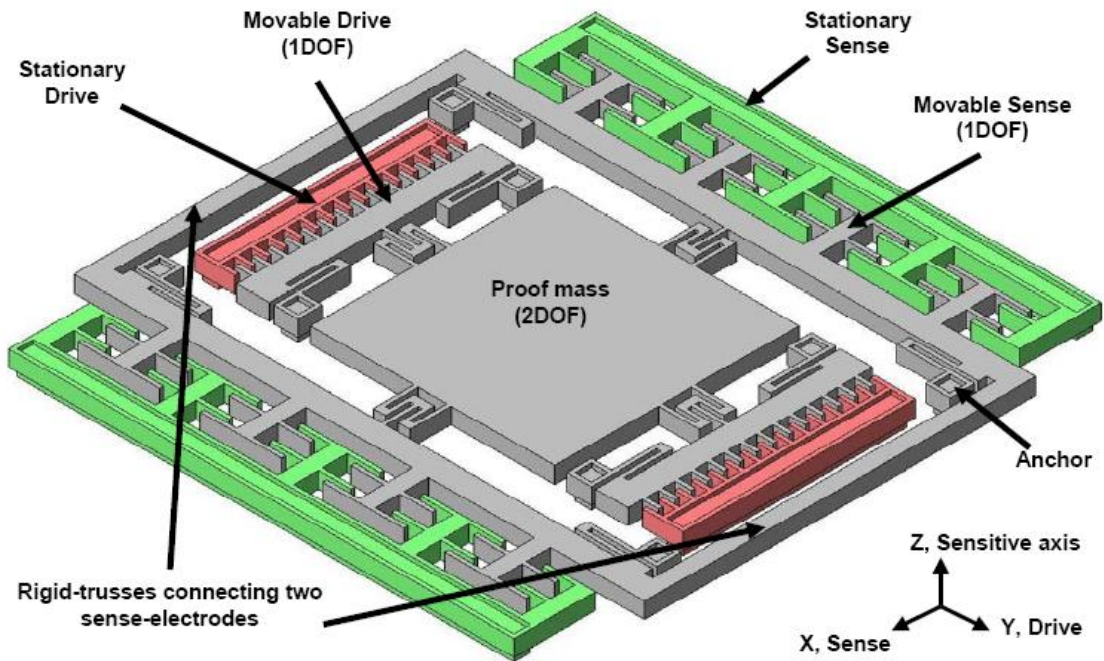 Movable Drive
(1DOF)
Stationary
Sense
Stationary
Drive
Movable Sense
(1DOF)
Proof mass
(2DOF)
Anchor
Z, Sensitive axis
Rigid-trusses connecting two
sense-electrodes
X, Sense
Y, Drive